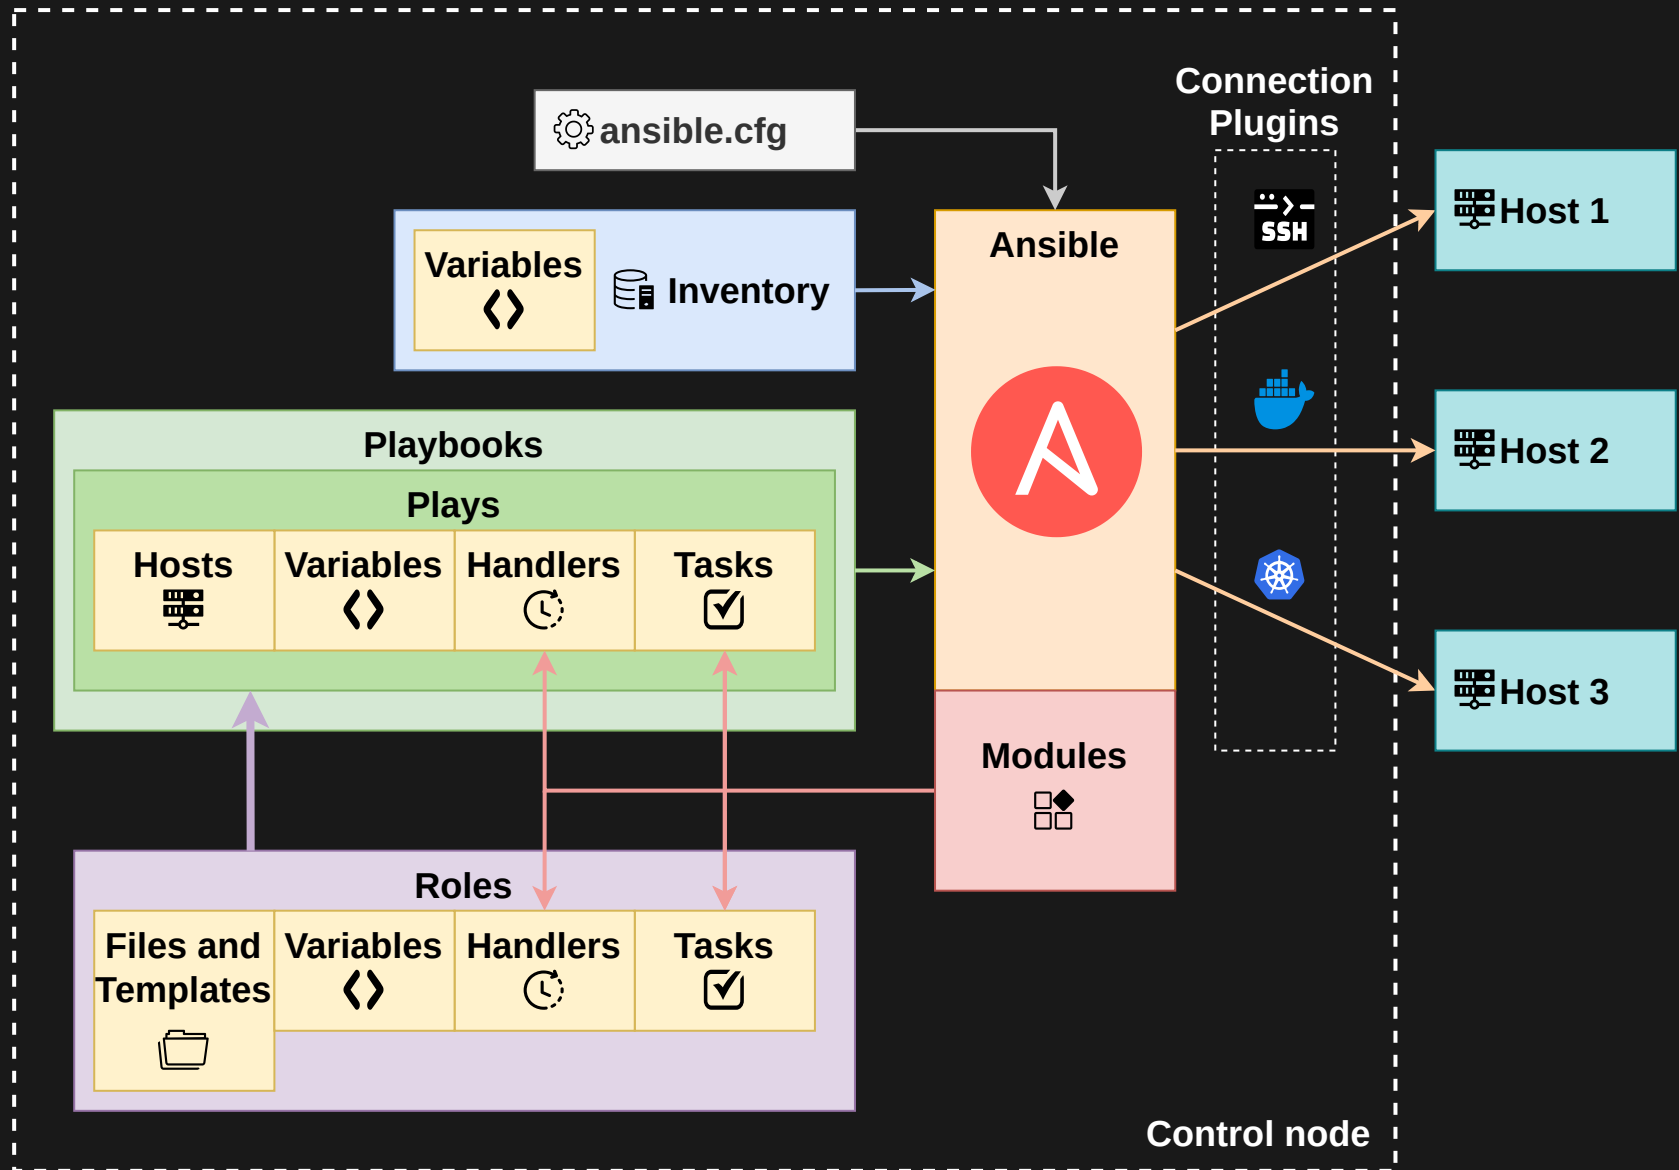 Connection
Plugins
ansible.cfg
SSH
Host 1
Ansible
Variables
Inventory
Playbooks
Host 2
Plays
Hosts
Variables
Handlers
Tasks
Host 3
Modules
Roles
Files and
Templates
Variables
Handlers
Tasks
Control node